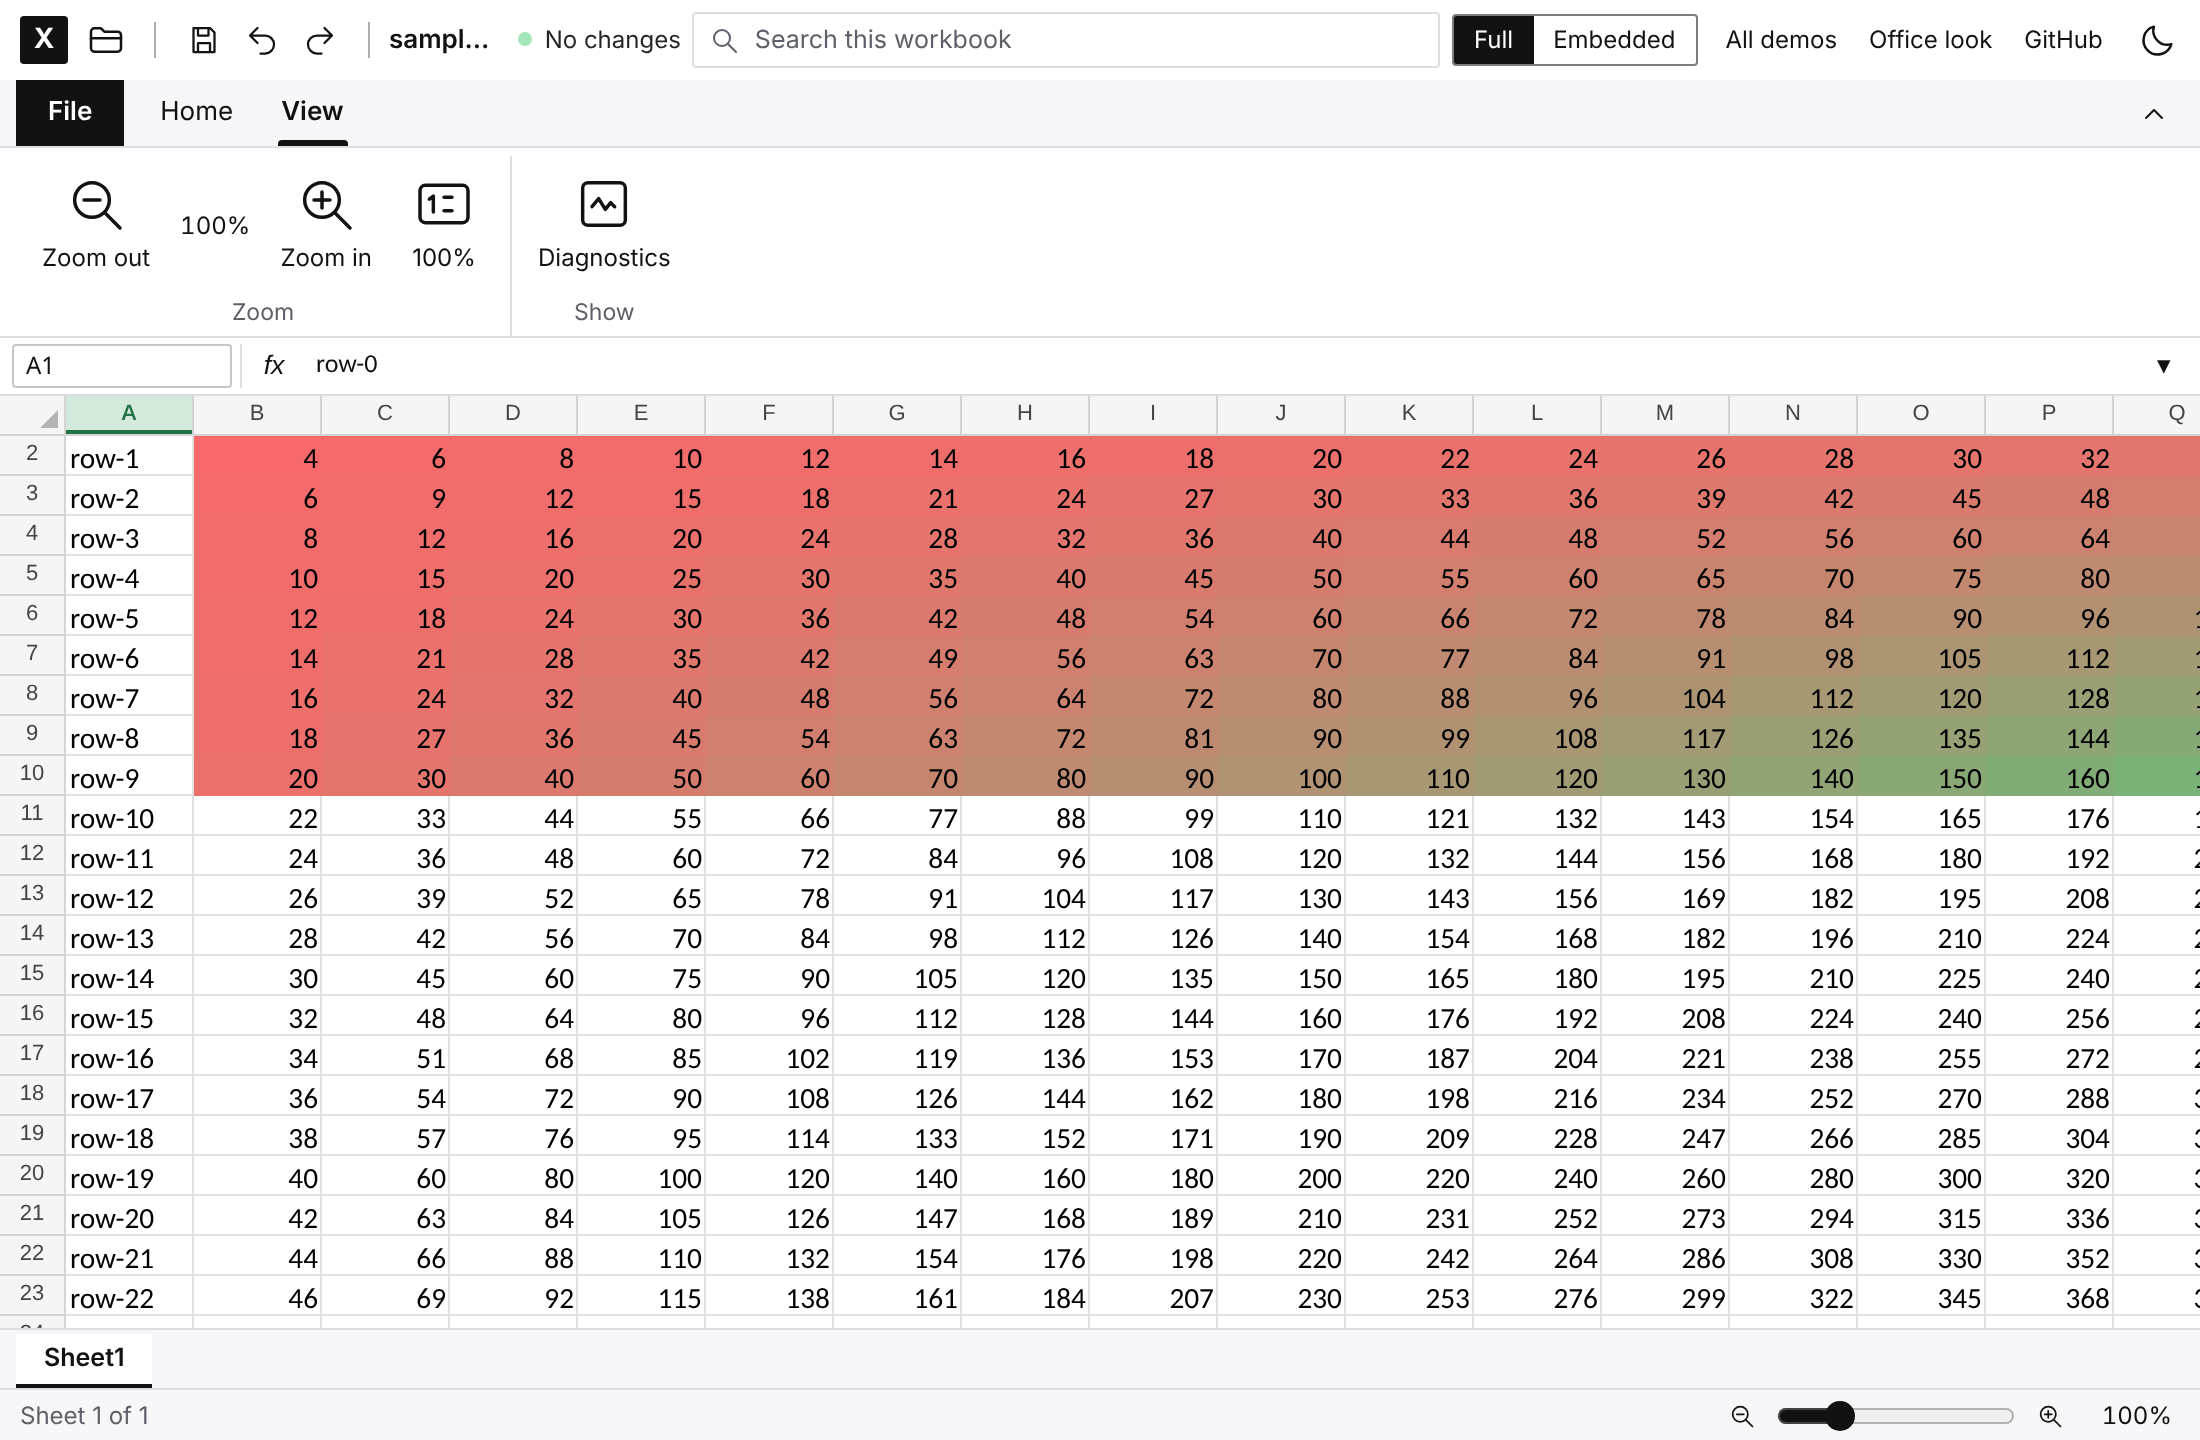 X sampl... No changes Search this workbook Full Embedded All demos Office look GitHub
File Home View
100%
Zoom out Zoom in 100% Diagnostics
Zoom Show
A1 fx row-0
A B C D E F G H I J K L M N O P Q
2 row-1 4 6 8 10 12 14 16 18 20 22 24 26 28 30 32
3 row-2 6 9 12 15 18 21 24 27 30 33 36 39 42 45 48
4 row-3 8 12 16 20 24 28 32 36 40 44 48 52 56 60 64
5 row-4 10 15 20 25 30 35 40 45 50 55 60 65 70 75 80
6 row-5 12 18 24 30 36 42 48 54 60 66 72 78 84 90 96
7 row-6 14 21 28 35 42 49 56 63 70 77 84 91 98 105 112
8 row-7 16 24 32 40 48 56 64 72 80 88 96 104 112 120 128
9 row-8 18 27 36 45 54 63 72 81 90 99 108 117 126 135 144
10 row-9 20 30 40 50 60 70 80 90 100 110 120 130 140 150 160
11 row-10 22 33 44 55 66 77 88 99 110 121 132 143 154 165 176
12 row-11 24 36 48 60 72 84 96 108 120 132 144 156 168 180 192
13 row-12 26 39 52 65 78 91 104 117 130 143 156 169 182 195 208
14 row-13 28 42 56 70 84 98 112 126 140 154 168 182 196 210 224
15 row-14 30 45 60 75 90 105 120 135 150 165 180 195 210 225 240
16 row-15 32 48 64 80 96 112 128 144 160 176 192 208 224 240 256
17 row-16 34 51 68 85 102 119 136 153 170 187 204 221 238 255 272
18 row-17 36 54 72 90 108 126 144 162 180 198 216 234 252 270 288
19 row-18 38 57 76 95 114 133 152 171 190 209 228 247 266 285 304
20 row-19 40 60 80 100 120 140 160 180 200 220 240 260 280 300 320
21 row-20 42 63 84 105 126 147 168 189 210 231 252 273 294 315 336
22 row-21 44 66 88 110 132 154 176 198 220 242 264 286 308 330 352
23 row-22 46 69 92 115 138 161 184 207 230 253 276 299 322 345 368
Sheet1
Sheet 1 of 1 100%